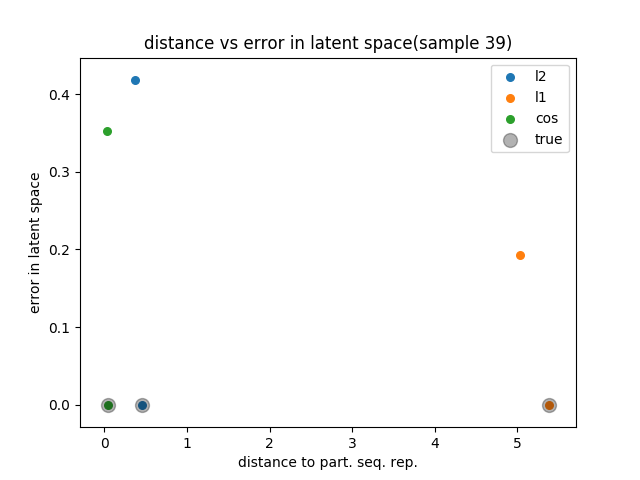 distance vs error in latent space(sample 39)
l2
l1
cos
true
error in latent space
0.4
0.3
0.2
0.1
0.0
0
1
2
3
4
5
distance to part. seq. rep.